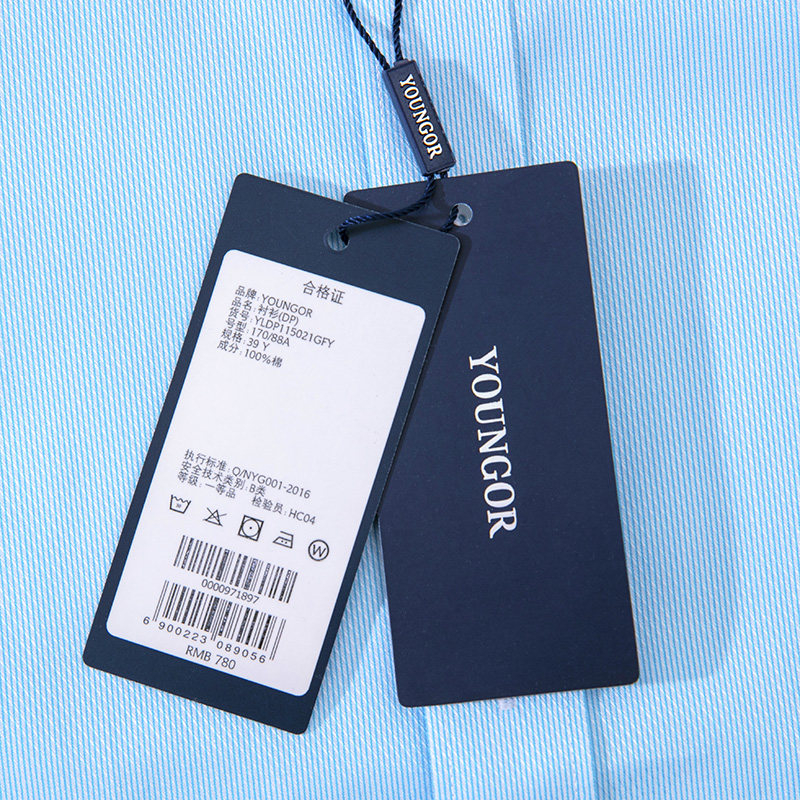 YOUNGOR
合格证
品牌: YOUNGOR
品名: 衬衫(DP)
货号: YLDP115021GFY
号型: 170/88A
规格: 39 Y
成分: 100%棉
执行标准: Q/NYG001-2016
安全技术类别: B类
等级: 一等品 检验员: HC04
W
0000971897
6 900223 089056
RMB 780
YOUNGOR